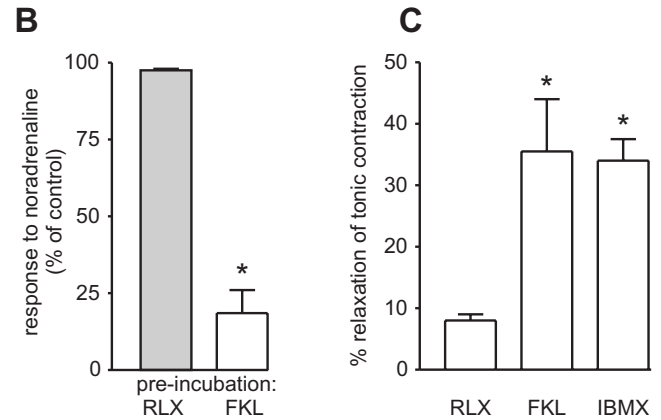 B
response to noradrenaline
(% of control)
100
75
50
25
0
*
pre-incubation:
RLX FKL
C
% relaxation of tonic contraction
50
40
30
20
10
0
* *
RLX FKL IBMX